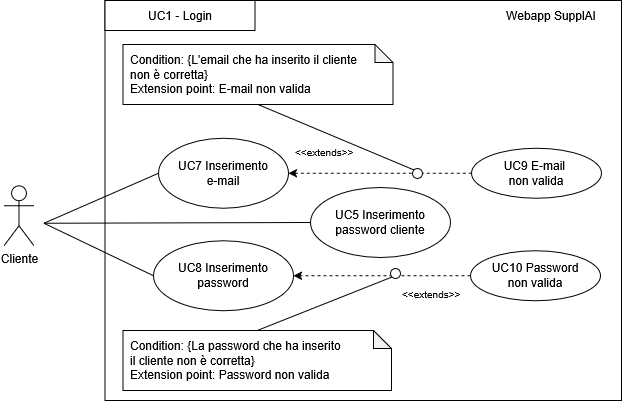 UC1 - Login
Webapp SupplAI
Condition: {L'email che ha inserito il cliente
non è corretta}
Extension point: E-mail non valida
<<extends>>
UC7 Inserimento
e-mail
UC9 E-mail
non valida
UC5 Inserimento
password cliente
Cliente
UC8 Inserimento
password
UC10 Password
non valida
<<extends>>
Condition: {La password che ha inserito
il cliente non è corretta}
Extension point: Password non valida